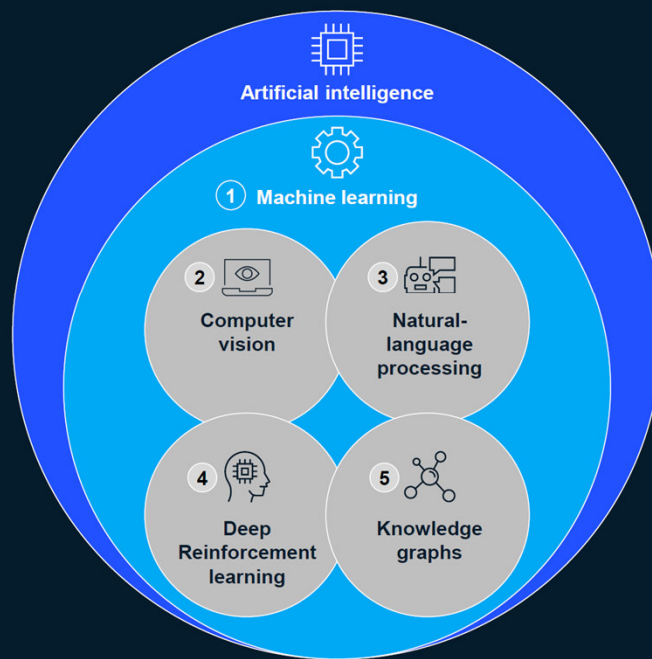 Artificial intelligence
1 Machine learning
2
Computer
vision
3
Natural-
language
processing
4
Deep
Reinforcement
learning
5
Knowledge
graphs